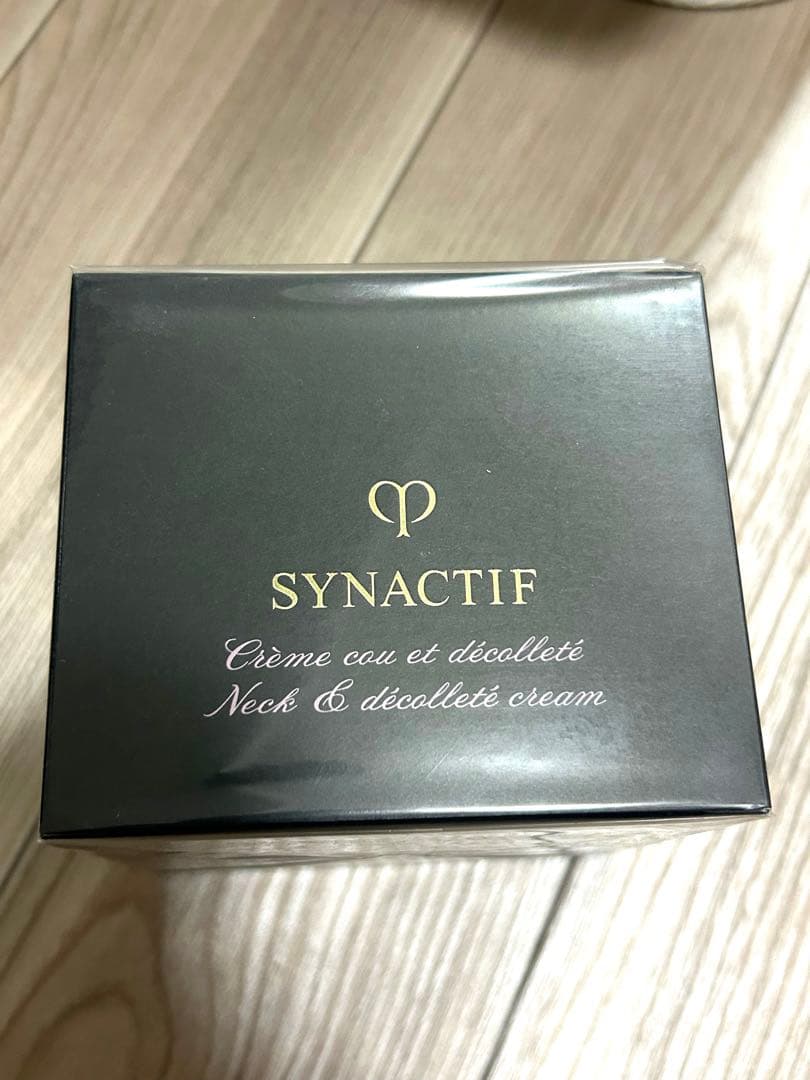 SYNACTIF
Crème cou et décolleté
Neck & décolleté cream